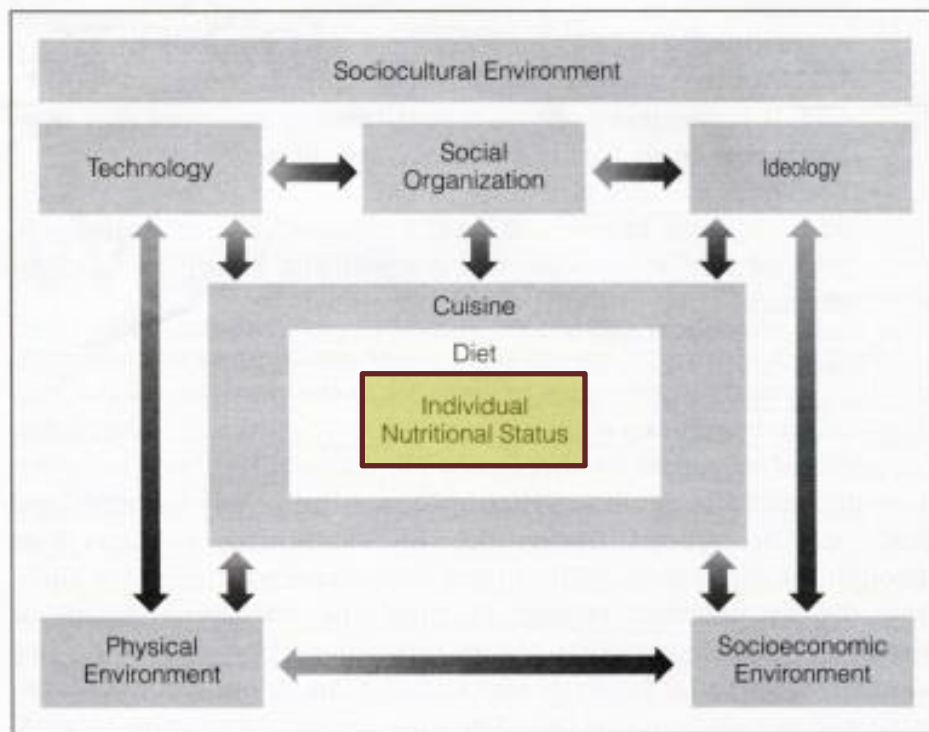 Sociocultural Environment
Technology
Social
Organization
Ideology
Cuisine
Diet
Individual
Nutritional Status
Physical
Environment
Socioeconomic
Environment